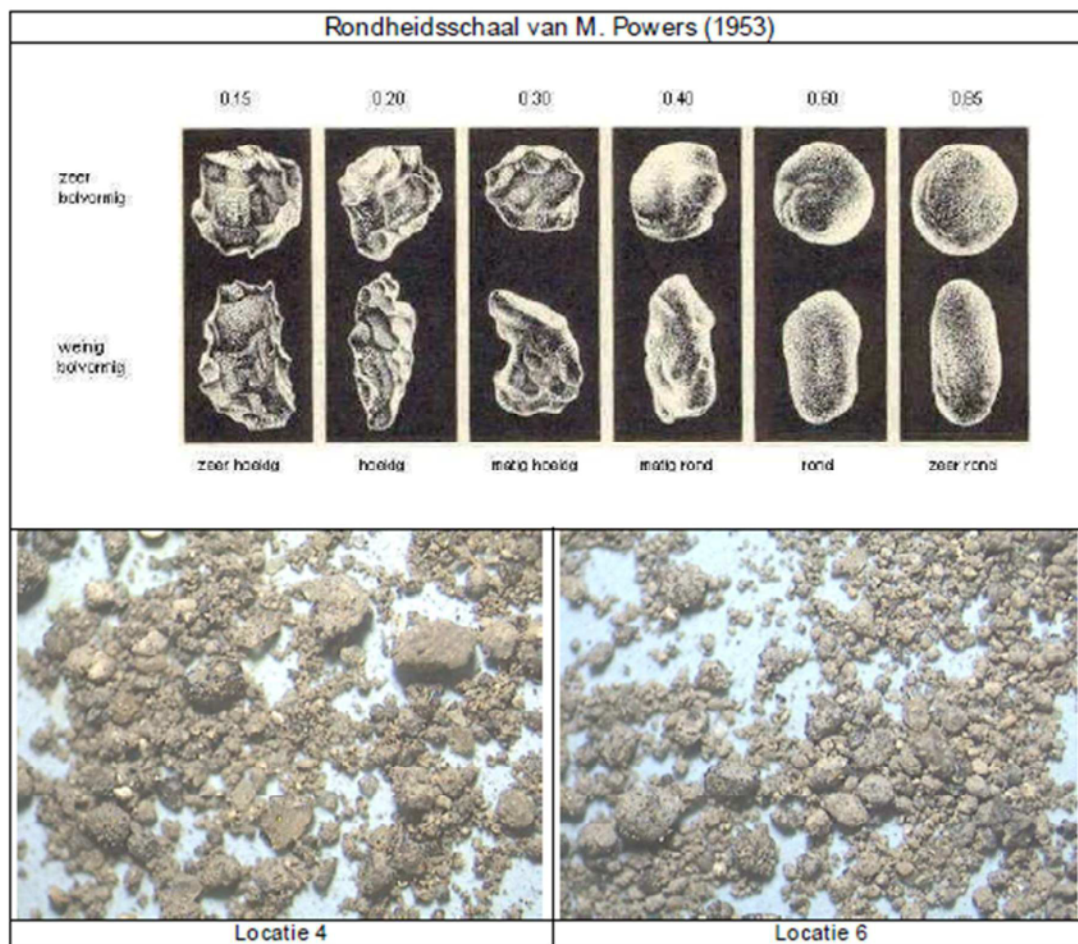 Rondheidsschaal van M. Powers (1953)
0.15 0.20 0.30 0.40 0.60 0.85
zeer
bolvormig
weinig
bolvormig
zeer hoekig hoekig matig hoekig matig rond rond zeer rond
Locatie 4 Locatie 6